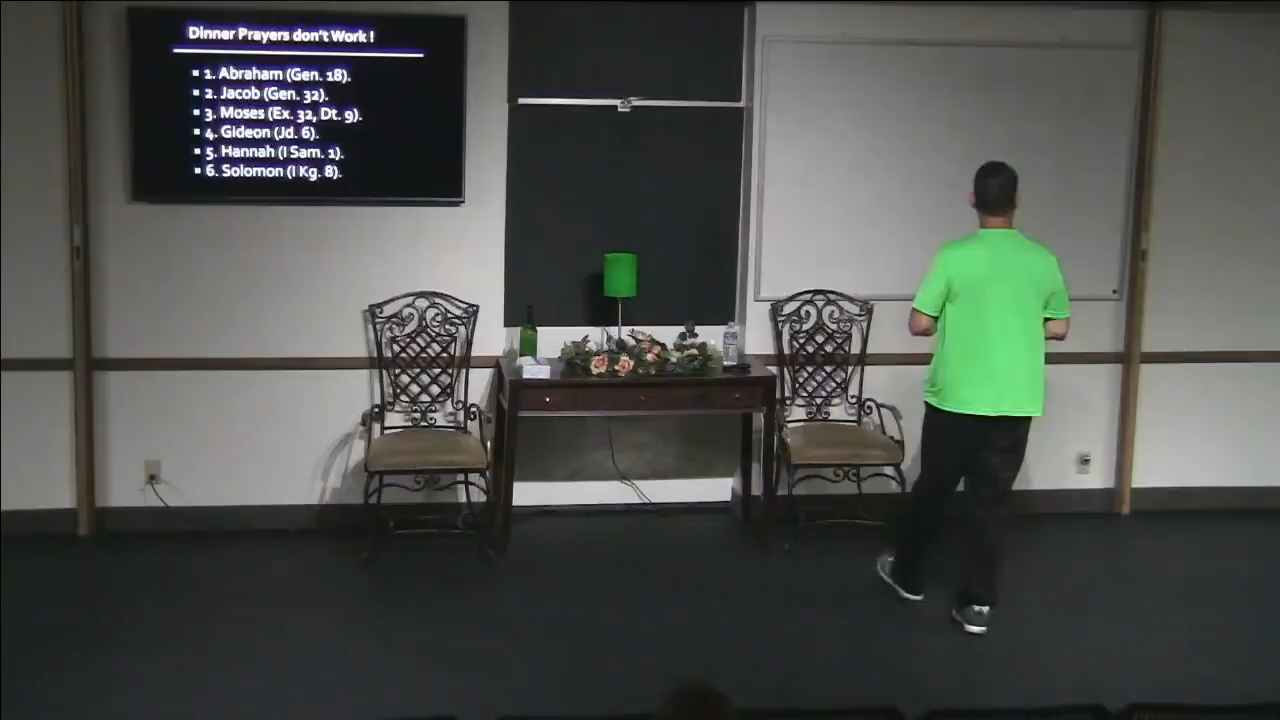 Dinner Prayers don't Work !
▪ 1. Abraham (Gen. 18).
▪ 2. Jacob (Gen. 32).
▪ 3. Moses (Ex. 32, Dt. 9).
▪ 4. Gideon (Jd. 6).
▪ 5. Hannah (I Sam. 1).
▪ 6. Solomon (I Kg. 8).